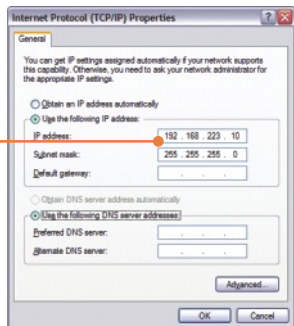 Internet Protocol (TCP/IP) Properties
General
You can get IP settings assigned automatically if your network supports
this capability. Otherwise, you need to ask your network administrator for
the appropriate IP settings.
Obtain an IP address automatically
Use the following IP address:
IP address: 192 . 168 . 223 . 10
Subnet mask: 255 . 255 . 255 . 0
Default gateway: . . .
Obtain DNS server address automatically
Use the following DNS server addresses:
Preferred DNS server: . . .
Alternate DNS server: . . .
Advanced...
OK Cancel